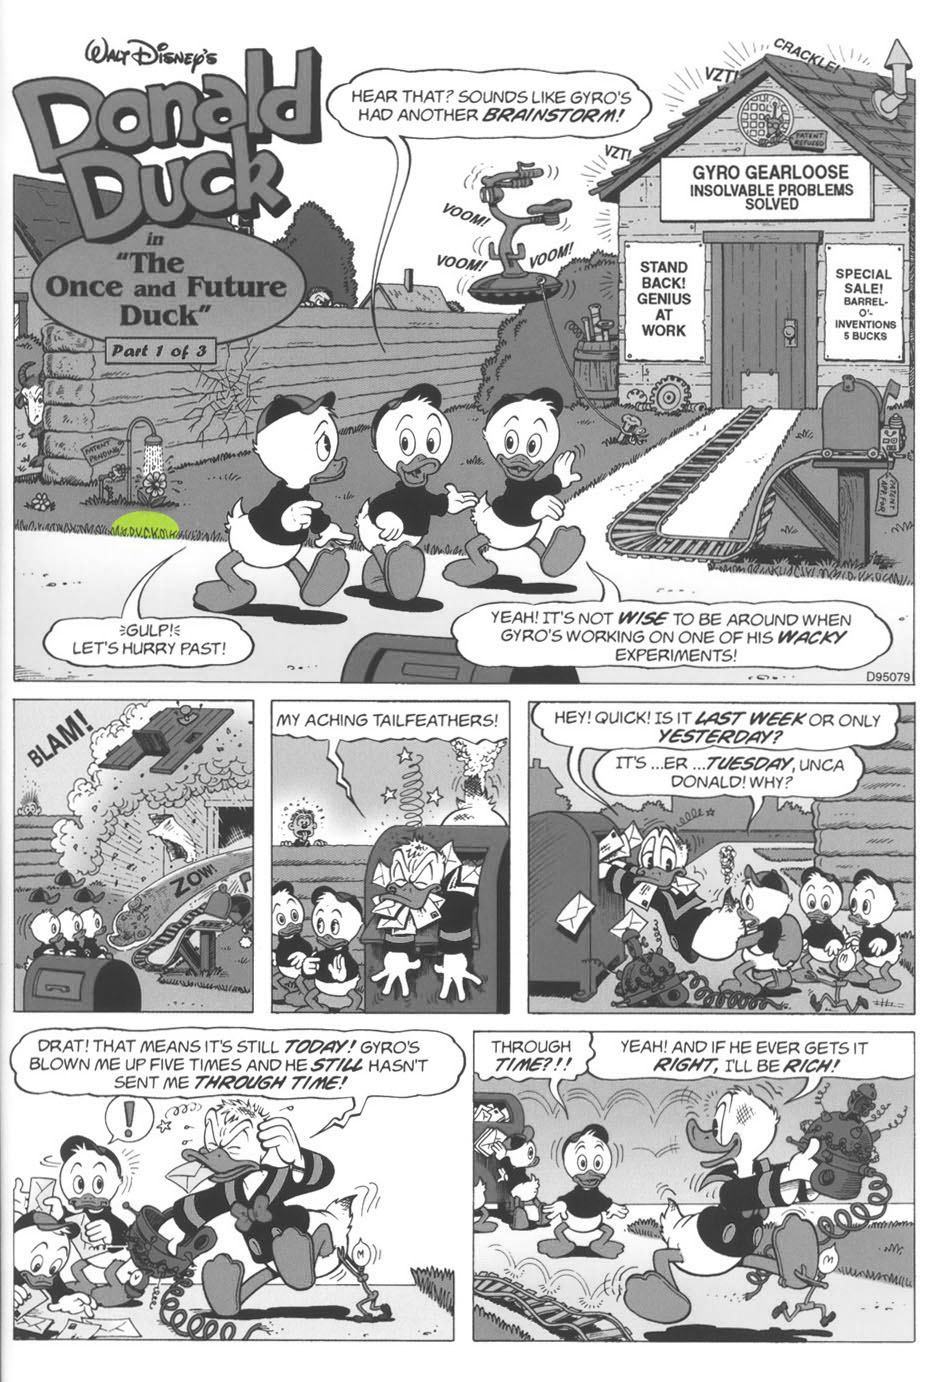 WALT DISNEY'S
Donald
Duck
in
"The
Once and Future
Duck"
Part 1 of 3
HEAR THAT? SOUNDS LIKE GYRO'S
HAD ANOTHER BRAINSTORM!
CRACKLE!
VZT!
VZT!
PATENT
REFUSED
GYRO GEARLOOSE
INSOLVABLE PROBLEMS
SOLVED
VOOM!
VOOM!
VOOM!
STAND
BACK!
GENIUS
AT
WORK
SPECIAL
SALE!
BARREL-
O'-
INVENTIONS
5 BUCKS
PATENT
PENDING
PATENT
APP. FOR
GULP!
LET'S HURRY PAST!
YEAH! IT'S NOT WISE TO BE AROUND WHEN
GYRO'S WORKING ON ONE OF HIS WACKY
EXPERIMENTS!
D95079
BLAM!
ZOW!
MY ACHING TAILFEATHERS!
HEY! QUICK! IS IT LAST WEEK OR ONLY
YESTERDAY?
IT'S ...ER ...TUESDAY, UNCA
DONALD! WHY?
DRAT! THAT MEANS IT'S STILL TODAY! GYRO'S
BLOWN ME UP FIVE TIMES AND HE STILL HASN'T
SENT ME THROUGH TIME!
!
THROUGH
TIME?!!
YEAH! AND IF HE EVER GETS IT
RIGHT, I'LL BE RICH!